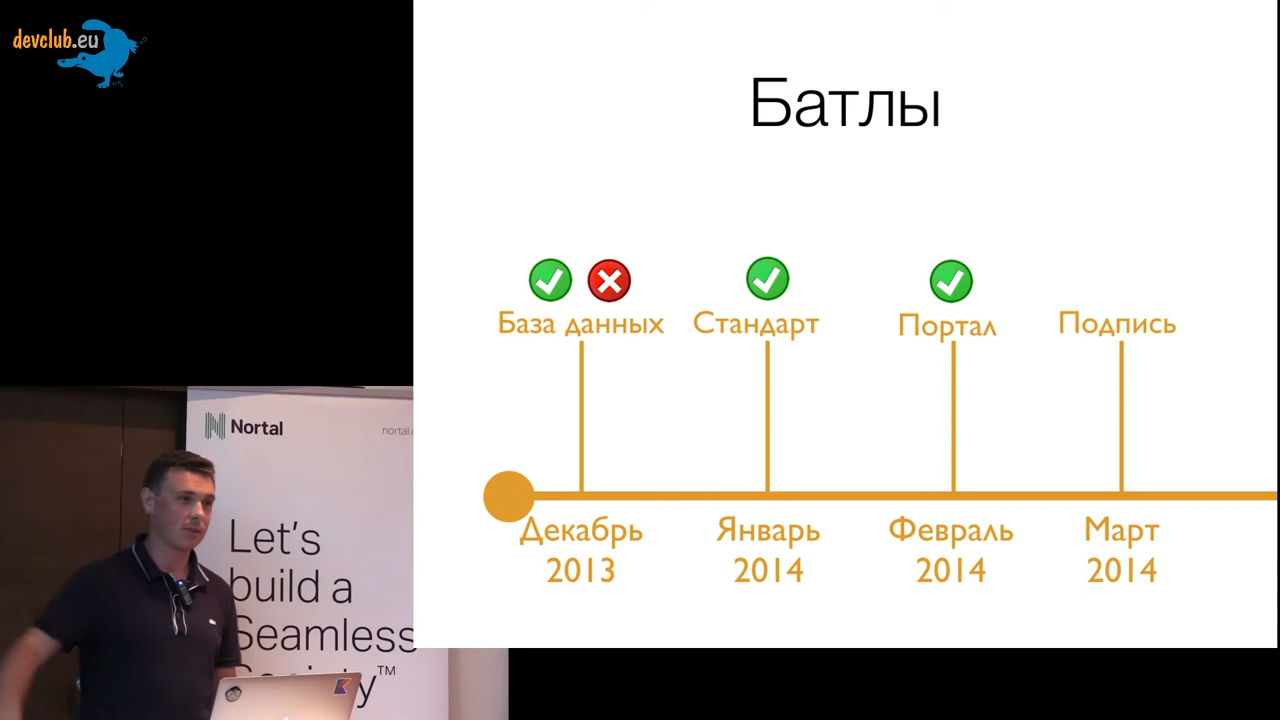 devclub.eu
Батлы
База данных
Стандарт
Портал
Подпись
Декабрь
2013
Январь
2014
Февраль
2014
Март
2014
Nortal
Let's
build a
Seamless